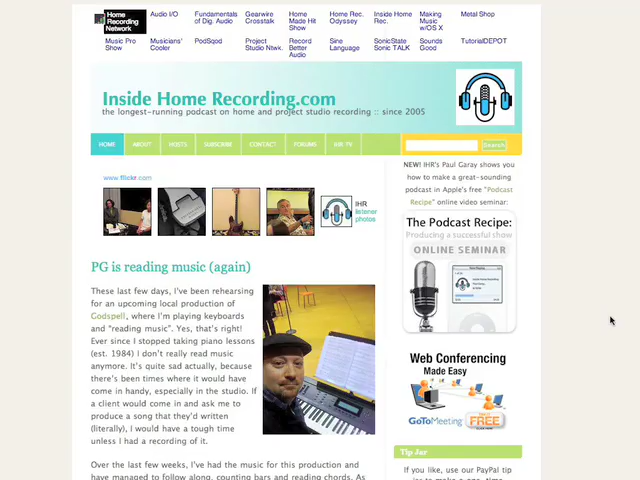 Home Recording Network
Audio I/O
Fundamentals of Dig. Audio
Gearwire Crosstalk
Home Made Hit Show
Home Rec. Odyssey
Inside Home Rec.
Making Music w/OS X
Metal Shop
Music Pro Show
Musicians' Cooler
PodSqod
Project Studio Ntwk.
Record Better Audio
Sine Language
SonicState Sonic TALK
Sounds Good
TutorialDEPOT
Inside Home Recording.com
the longest-running podcast on home and project studio recording :: since 2005
HOME ABOUT HOSTS SUBSCRIBE CONTACT FORUMS IHR TV
Search
www.flickr.com
IHR
listener
photos
PG is reading music (again)
These last few days, I've been rehearsing
for an upcoming local production of
Godspell, where I'm playing keyboards
and "reading music". Yes, that's right!
Ever since I stopped taking piano lessons
(est. 1984) I don't really read music
anymore. It's quite sad actually, because
there's been times where it would have
come in handy, especially in the studio. If
a client would come in and ask me to
produce a song that they'd written
(literally), I would have a tough time
unless I had a recording of it.
Over the last few weeks, I've had the music for this production and
have managed to follow along, counting bars and reading chords. As
NEW! IHR's Paul Garay shows you
how to make a great-sounding
podcast in Apple's free "Podcast
Recipe" online video seminar:
The Podcast Recipe:
Producing a successful show
ONLINE SEMINAR
Web Conferencing
Made Easy
GoToMeeting
FREE
Tip Jar
If you, like, use our PayPal tip